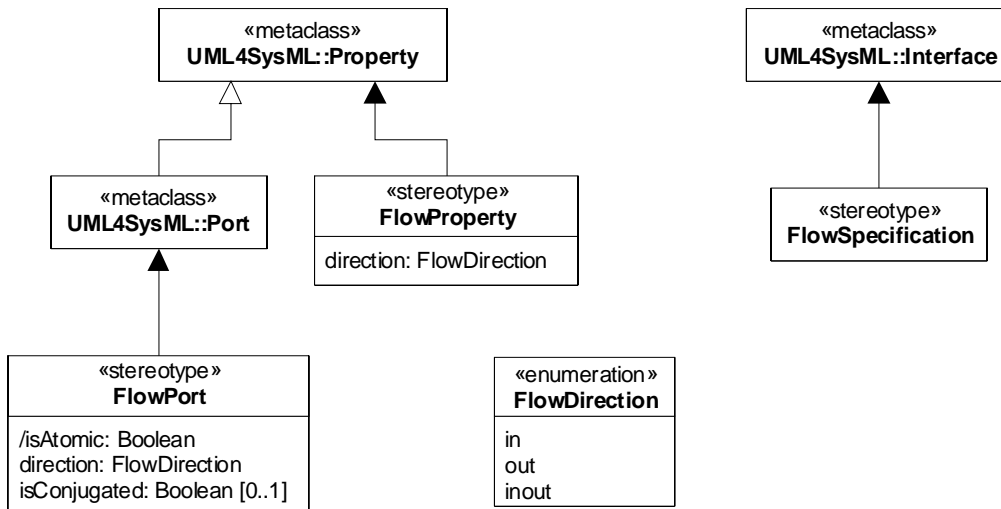 «metaclass»
UML4SysML::Property
«metaclass»
UML4SysML::Interface
«metaclass»
UML4SysML::Port
«stereotype»
FlowProperty
direction: FlowDirection
«stereotype»
FlowSpecification
«stereotype»
FlowPort
/isAtomic: Boolean
direction: FlowDirection
isConjugated: Boolean [0..1]
«enumeration»
FlowDirection
in
out
inout